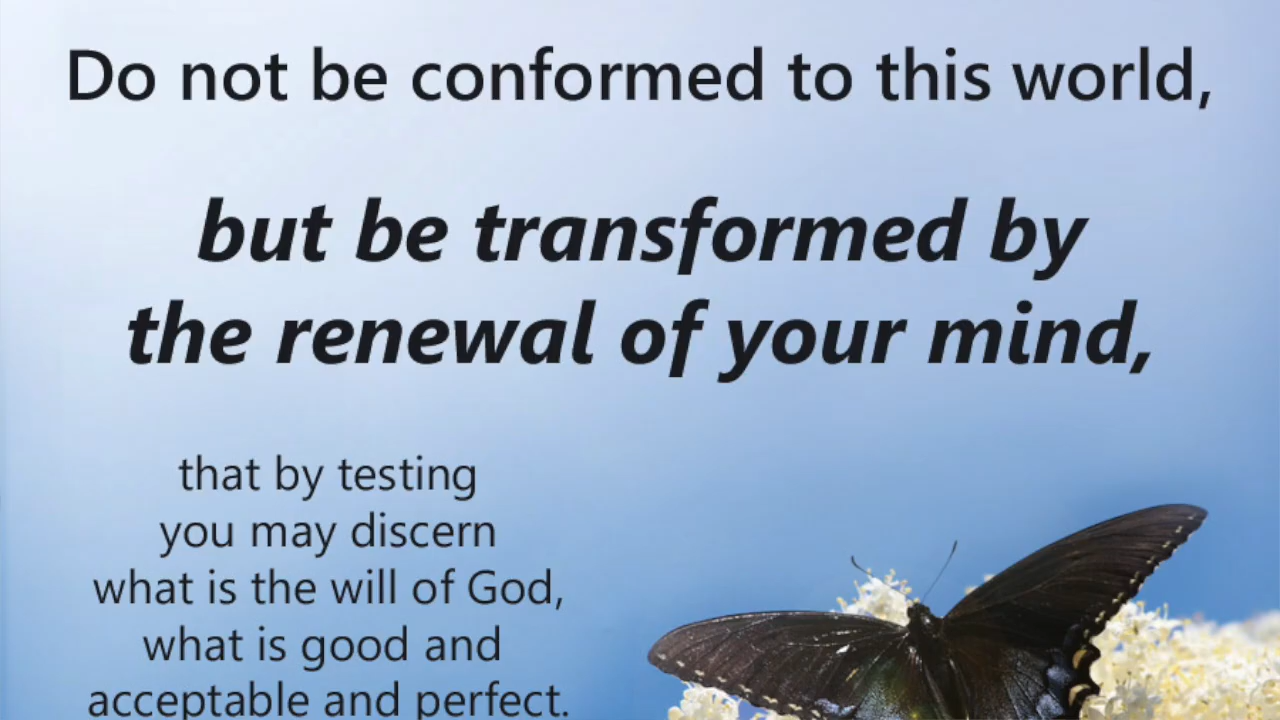 Do not be conformed to this world,
but be transformed by
the renewal of your mind,
that by testing
you may discern
what is the will of God,
what is good and
acceptable and perfect.